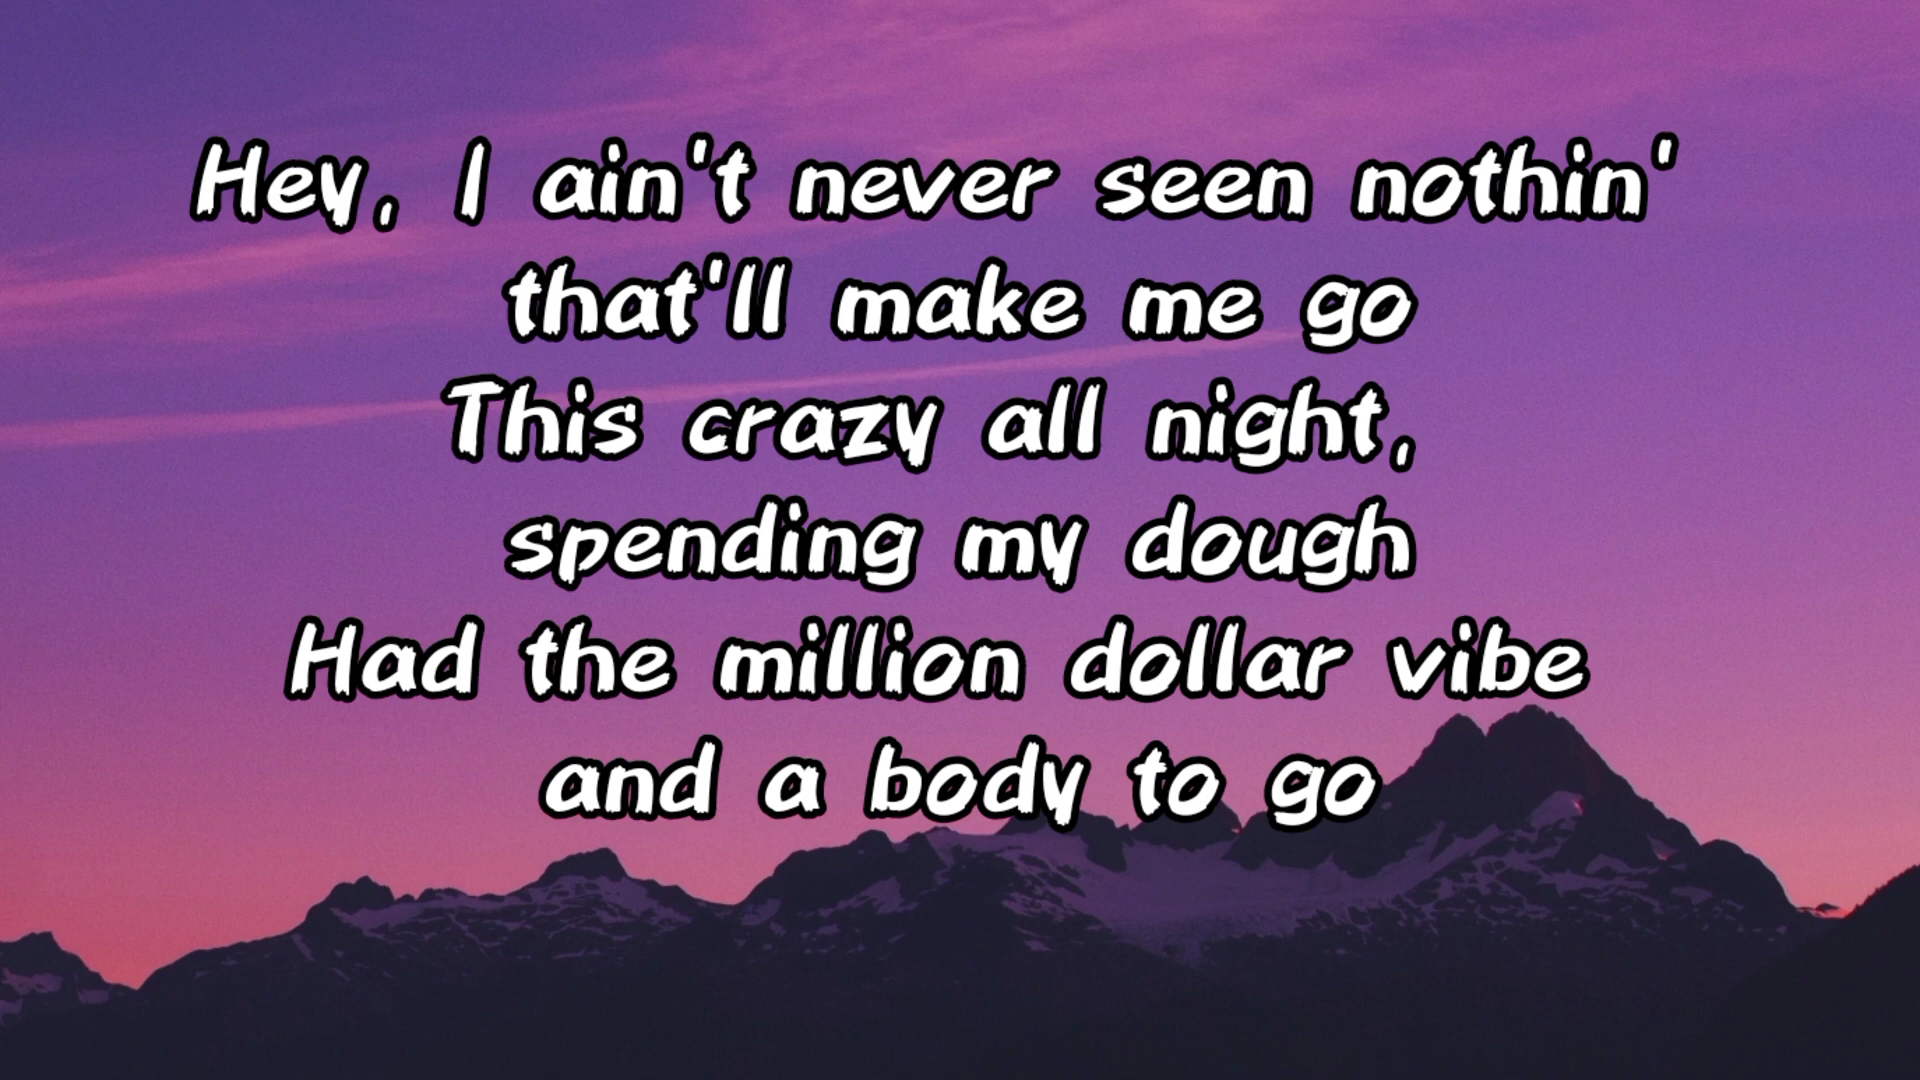 Hey, I ain't never seen nothin'
that'll make me go
This crazy all night,
spending my dough
Had the million dollar vibe
and a body to go